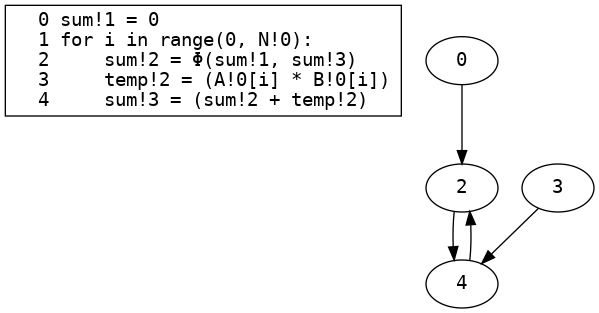 0 sum!1 = 0
1 for i in range(0, N!0):
2     sum!2 = Φ(sum!1, sum!3)
3     temp!2 = (A!0[i] * B!0[i])
4     sum!3 = (sum!2 + temp!2)
0
2
3
4